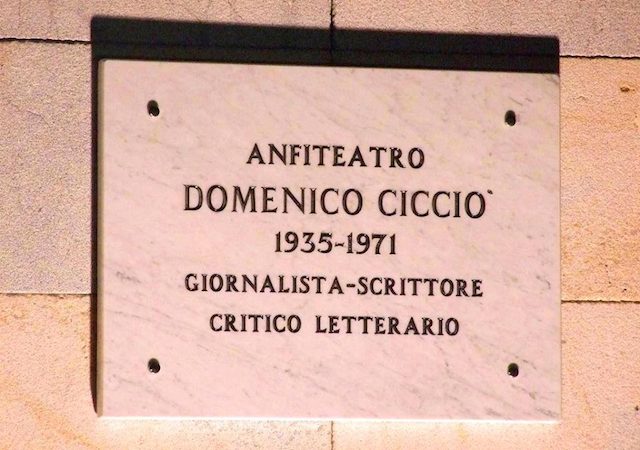 ANFITEATRO
DOMENICO CICCIO`
1935-1971
GIORNALISTA-SCRITTORE
CRITICO LETTERARIO